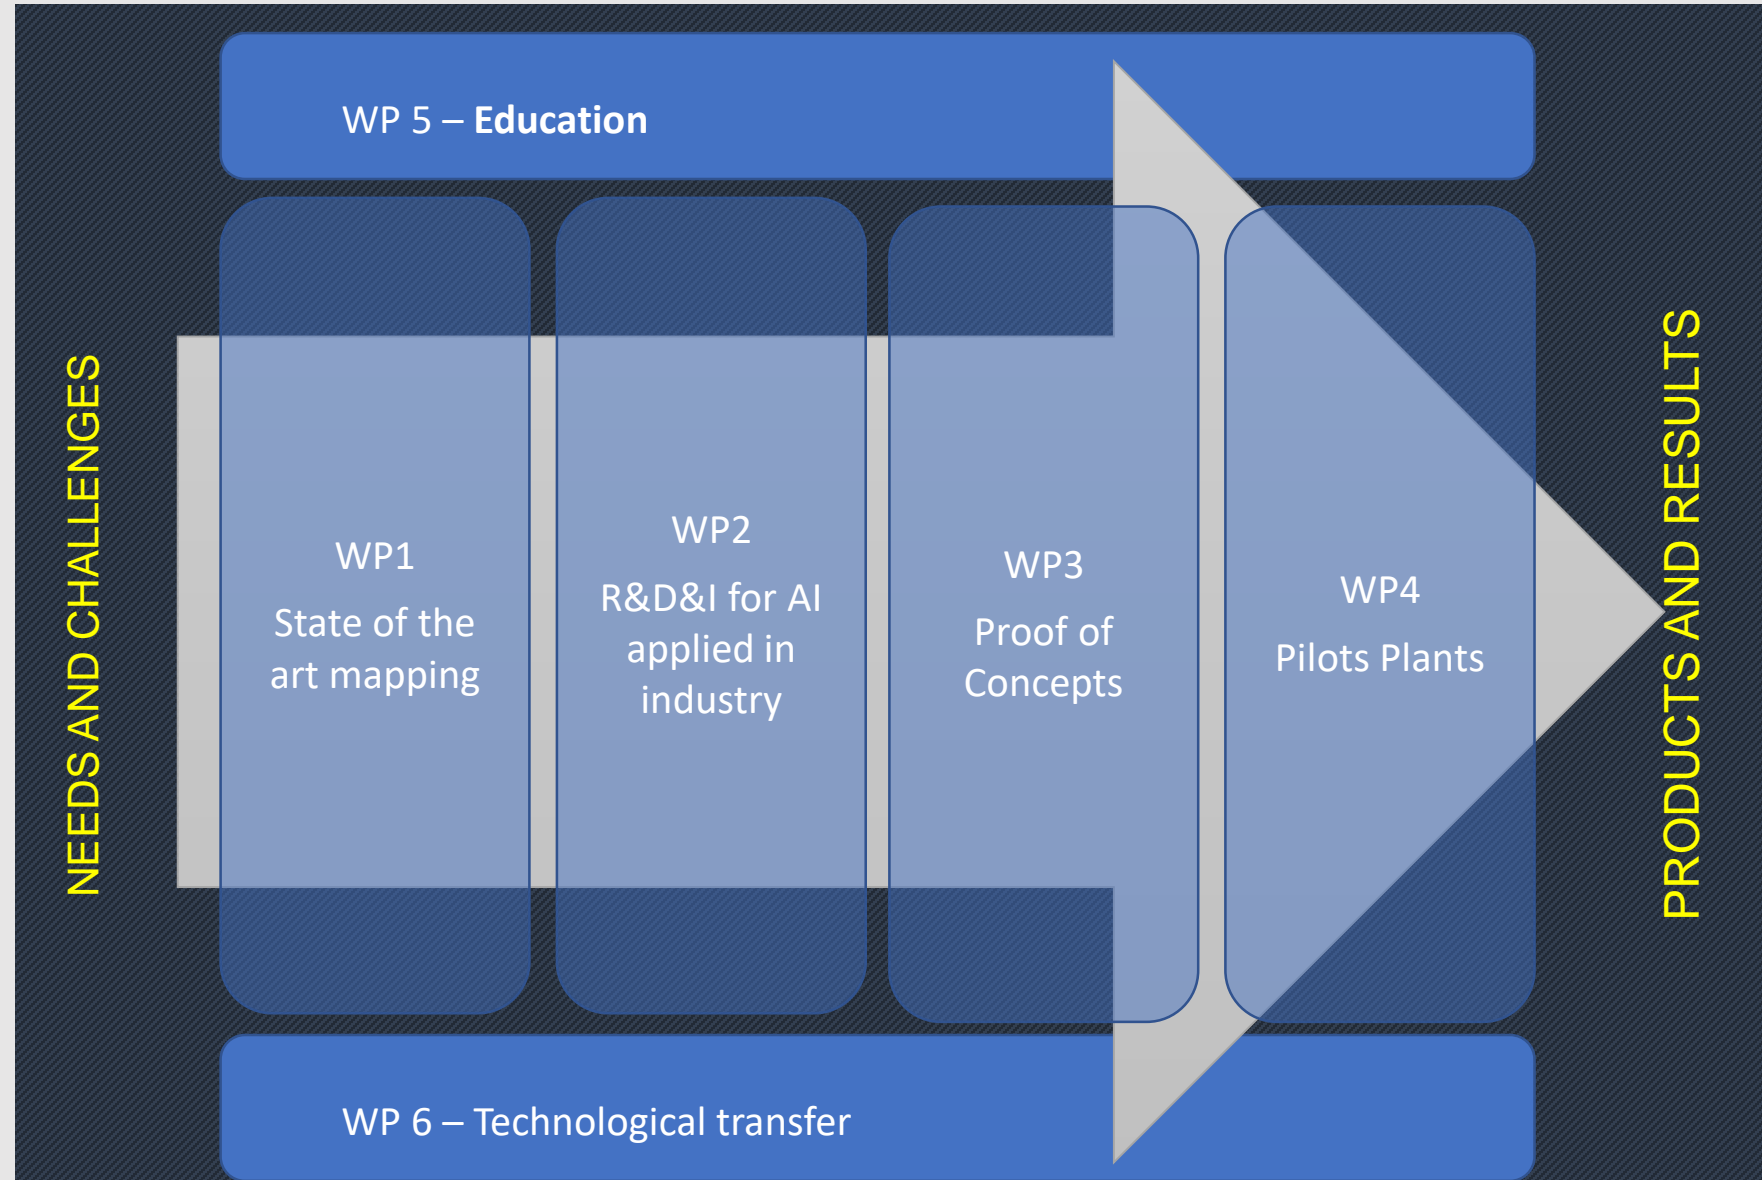 WP 5 – Education
NEEDS AND CHALLENGES
WP1
State of the
art mapping
WP2
R&D&I for AI
applied in
industry
WP3
Proof of
Concepts
WP4
Pilots Plants
PRODUCTS AND RESULTS
WP 6 – Technological transfer